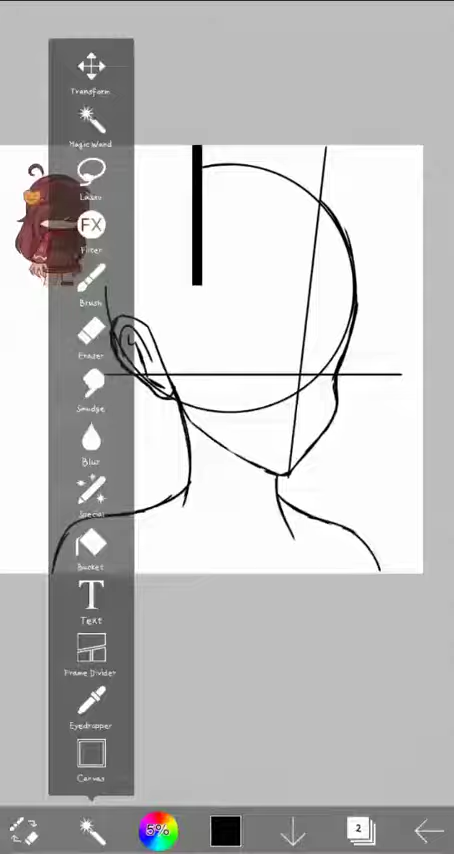 Transform
Magic Wand
Lasso
FX
Filter
Brush
Eraser
Smudge
Blur
Special
Bucket
T
Text
Frame Divider
Eyedropper
Canvas
5%
2